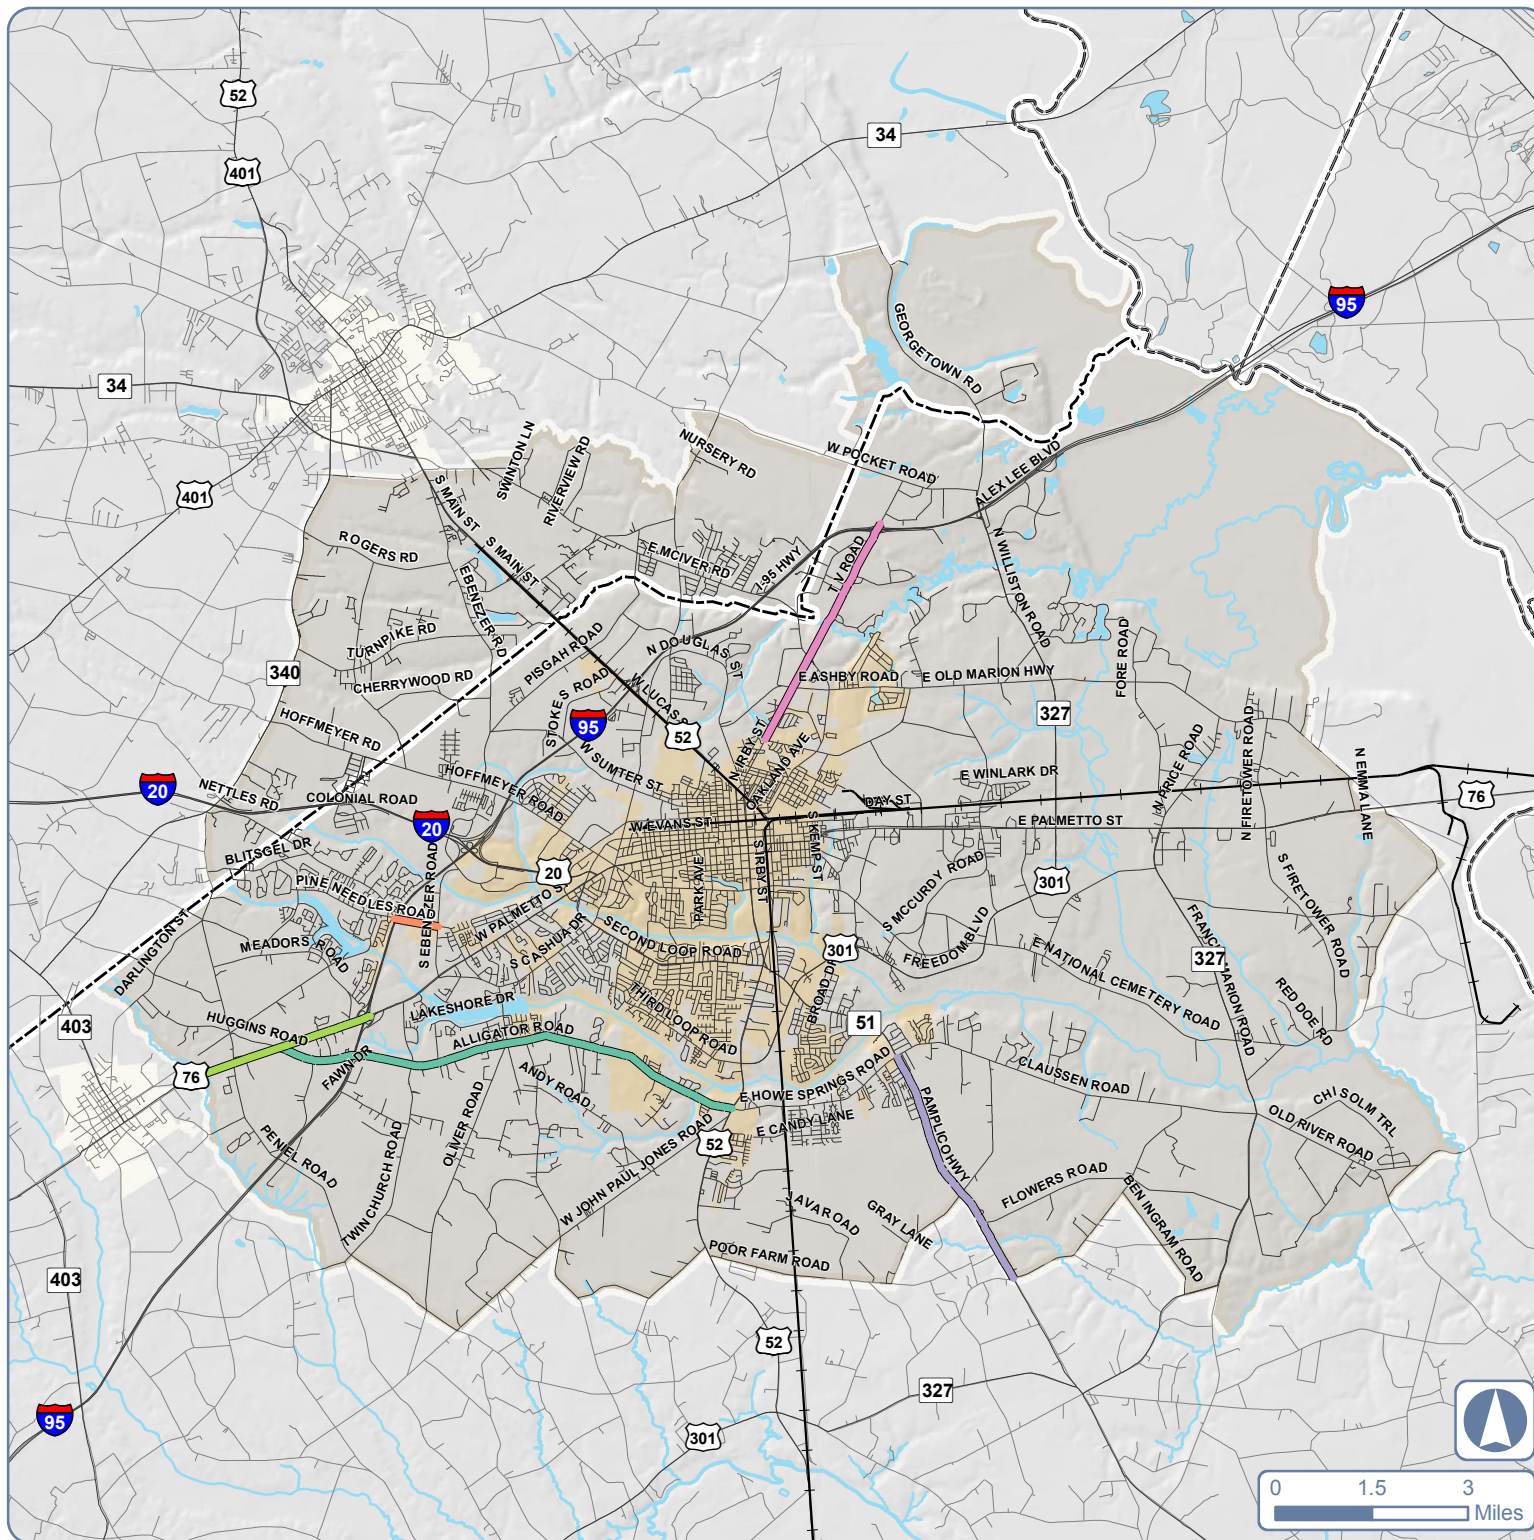 52
401
34
95
34
GEORGETOWN RD
401
SWINTON LN
RIVERVIEW RD
NURSERY RD
W POCKET ROAD
ALEX LEE BLVD
S MAIN ST
S MAIN ST
ROGERS RD
E MCIVER RD
I-95 HWY
T V ROAD
N WILLISTON ROAD
EBENEZER RD
TURNPIKE RD
PISGAH ROAD
N DOUGLAS ST
340
CHERRYWOOD RD
STOKES ROAD
W LUCAS S
E ASHBY ROAD
E OLD MARION HWY
FORE ROAD
327
HOFFMEYER RD
95
52
N IRBY ST
OAKLAND AVE
N PRICE ROAD
N FIRETOWER ROAD
N EMMA LANE
W SUMTER ST
HOFFMEYER ROAD
E WINLARK DR
20
NETTLES RD
COLONIAL ROAD
20
W EVANS ST
DAY ST
E PALMETTO ST
76
BLITSGEL DR
S EBENEZER ROAD
20
PARK AVE
S IRBY ST
S KEMP ST
S MCCURDY ROAD
301
S FIRETOWER ROAD
PINE NEEDLES ROAD
W PALMETTO S
S CASHUA DR
SECOND LOOP ROAD
301
FREEDOM BLVD
DARLINGTON ST
MEADORS ROAD
E NATIONAL CEMETERY ROAD
FRANCIS MARION ROAD
327
RED DOE RD
LAKESHORE DR
THIRD LOOP ROAD
BROAD DR
51
403
HUGGINS ROAD
ALLIGATOR ROAD
76
FAWN DR
ANDY ROAD
E HOWE SPRINGS ROAD
PAMPLICO HWY
CLAUSSEN ROAD
CHISOLM TRL
OLD RIVER ROAD
E CANDY LANE
52
PENIEL ROAD
TWIN CHURCH ROAD
OLIVER ROAD
W JOHN PAUL JONES ROAD
JAVA ROAD
GRAY LANE
FLOWERS ROAD
BEN INGRAM ROAD
POOR FARM ROAD
403
52
327
95
301
0 1.5 3
Miles